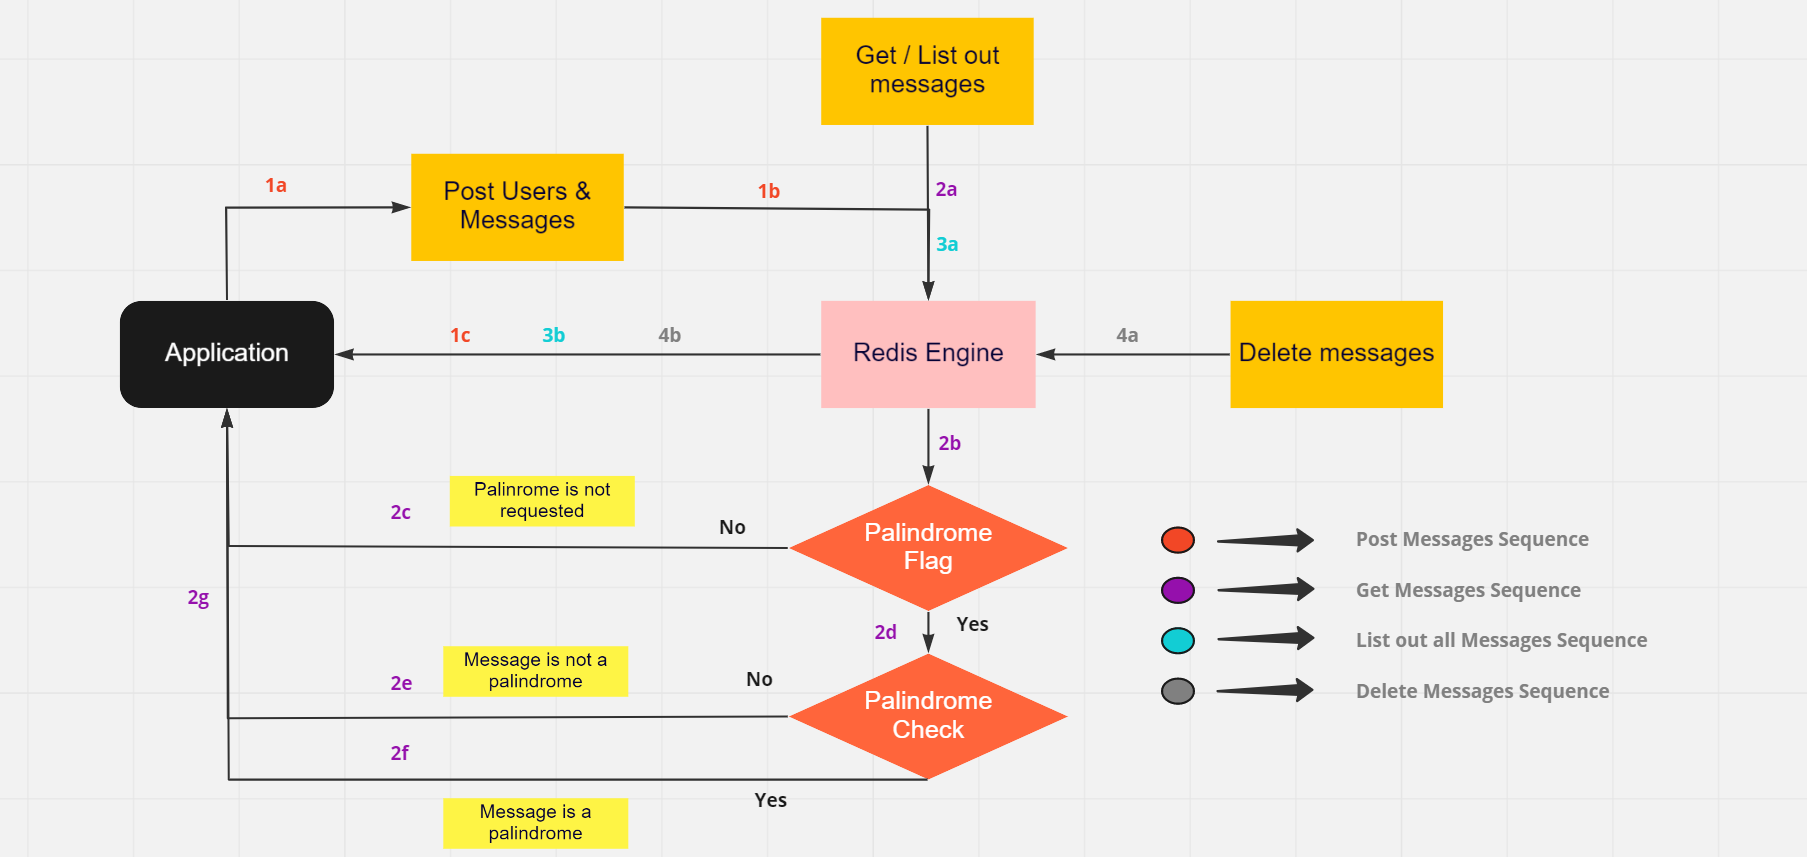 Get / List out
messages
1a
Post Users &
Messages
1b
2a
3a
Application
1c
3b
4b
Redis Engine
4a
Delete messages
2b
Palinrome is not
requested
2c
No
Palindrome
Flag
Post Messages Sequence
Get Messages Sequence
2g
2d
Yes
List out all Messages Sequence
Message is not a
palindrome
2e
No
Palindrome
Check
Delete Messages Sequence
2f
Yes
Message is a
palindrome